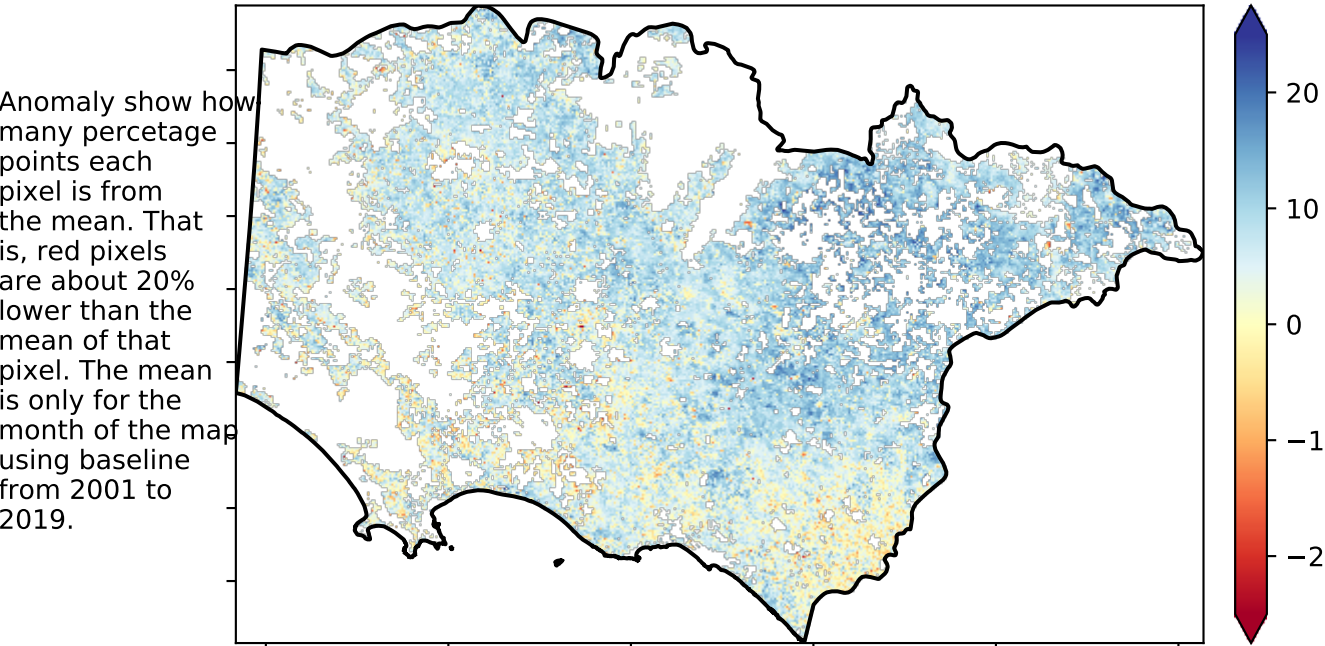 Anomaly show how
many percetage
points each
pixel is from
the mean. That
is, red pixels
are about 20%
lower than the
mean of that
pixel. The mean
is only for the
month of the map
using baseline
from 2001 to
2019.
20
10
0
−1
−2